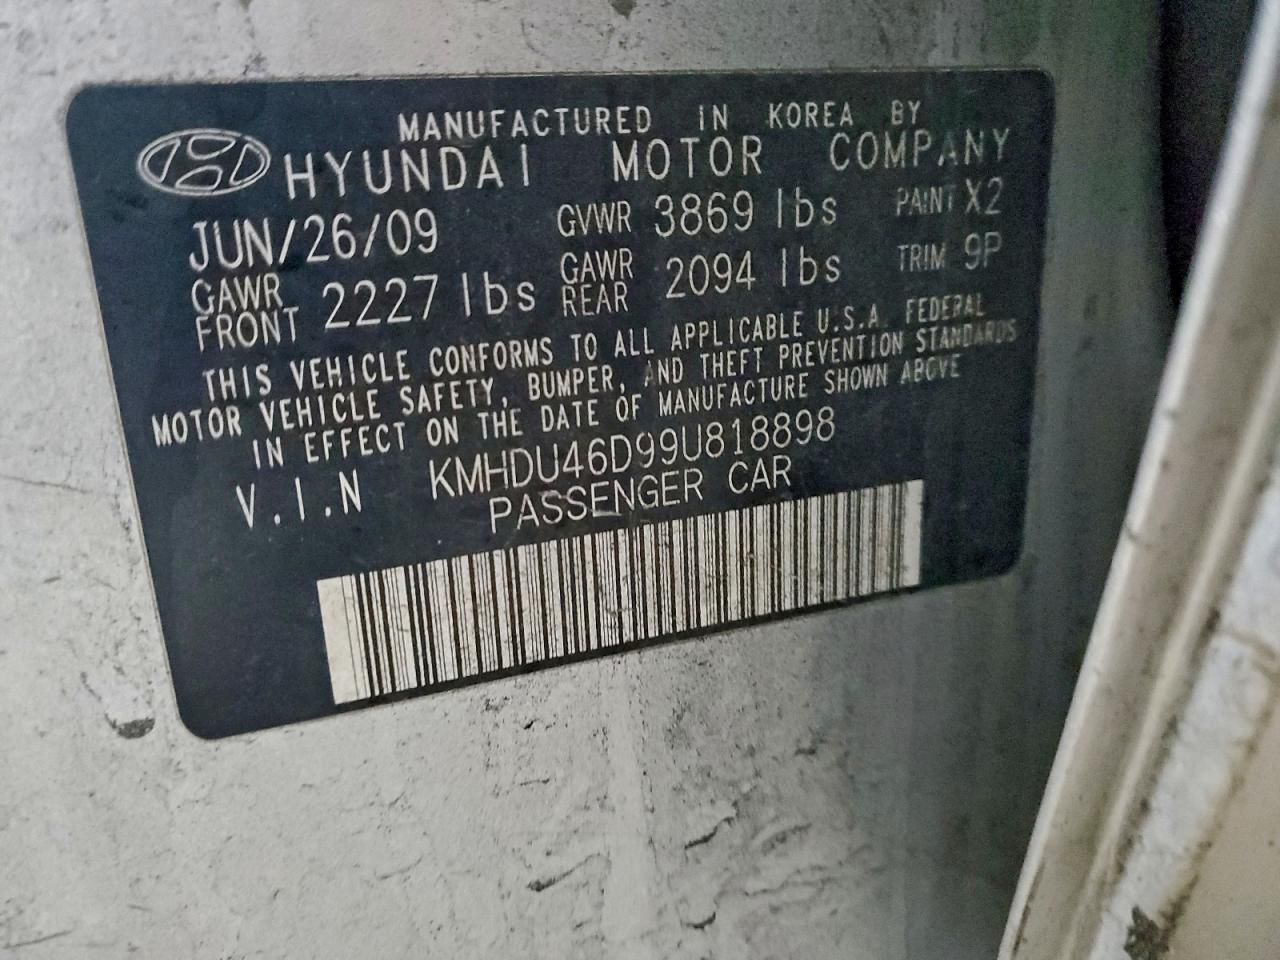 MANUFACTURED IN KOREA BY
HYUNDAI MOTOR COMPANY
JUN/26/09 GVWR 3869 lbs PAINT X2
GAWR FRONT 2227 lbs GAWR REAR 2094 lbs TRIM 9P
THIS VEHICLE CONFORMS TO ALL APPLICABLE U.S.A. FEDERAL
MOTOR VEHICLE SAFETY, BUMPER, AND THEFT PREVENTION STANDARDS
IN EFFECT ON THE DATE OF MANUFACTURE SHOWN ABOVE
V.I.N KMHDU46D99U818898
PASSENGER CAR